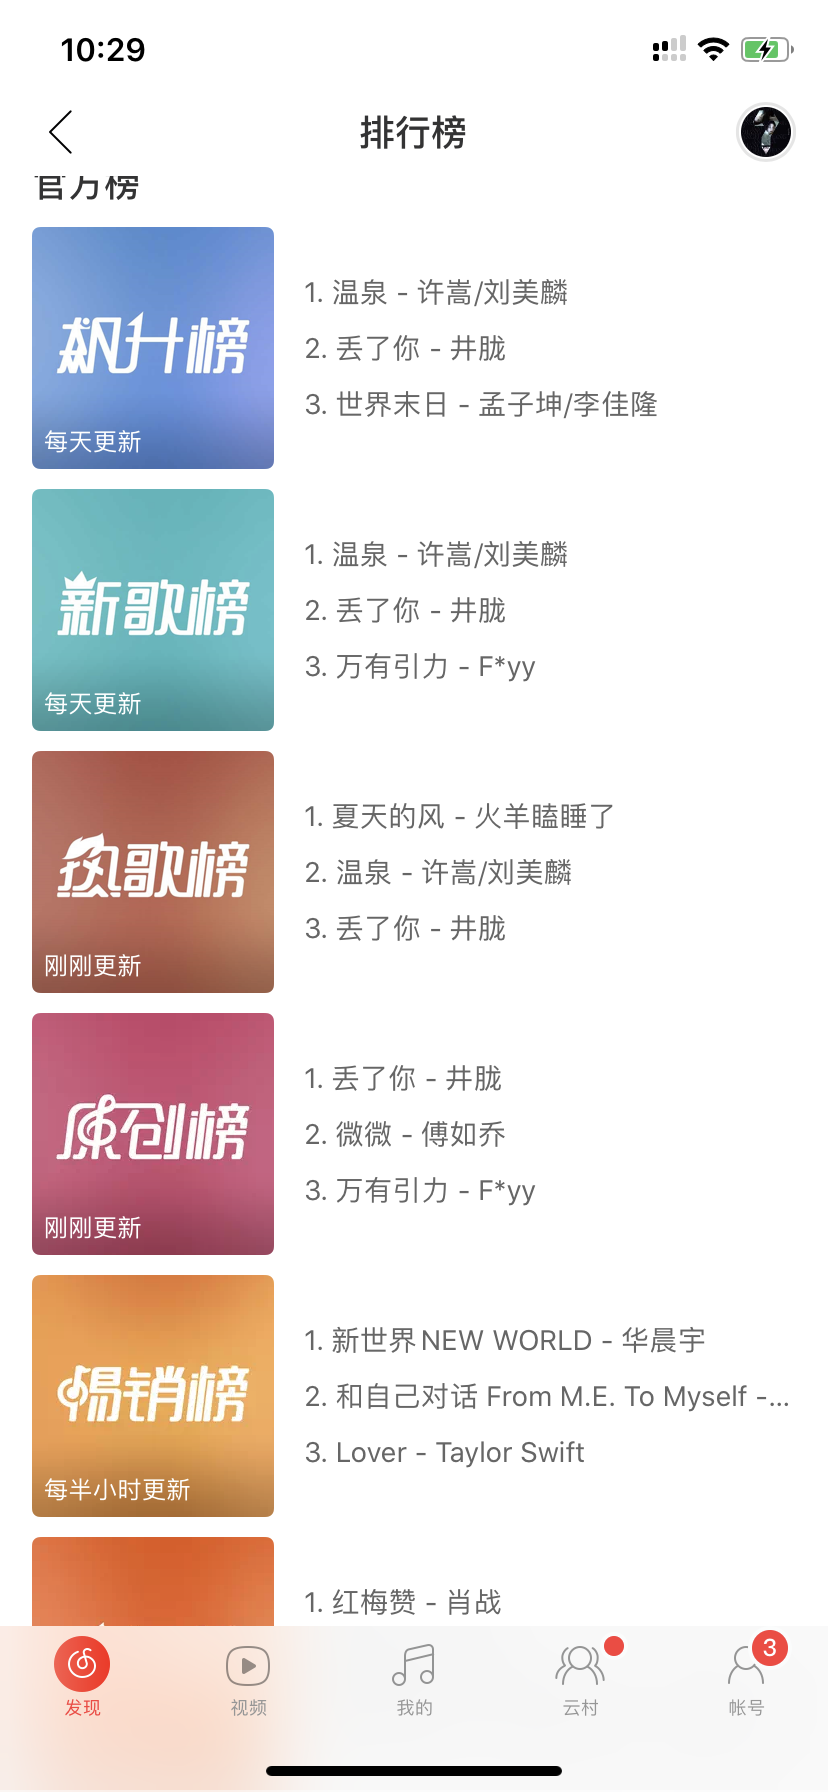 10:29
排行榜
官方榜
飙升榜
每天更新
1. 温泉 - 许嵩/刘美麟
2. 丢了你 - 井胧
3. 世界末日 - 孟子坤/李佳隆
新歌榜
每天更新
1. 温泉 - 许嵩/刘美麟
2. 丢了你 - 井胧
3. 万有引力 - F*yy
热歌榜
刚刚更新
1. 夏天的风 - 火羊瞌睡了
2. 温泉 - 许嵩/刘美麟
3. 丢了你 - 井胧
原创榜
刚刚更新
1. 丢了你 - 井胧
2. 微微 - 傅如乔
3. 万有引力 - F*yy
畅销榜
每半小时更新
1. 新世界NEW WORLD - 华晨宇
2. 和自己对话 From M.E. To Myself -...
3. Lover - Taylor Swift
1. 红梅赞 - 肖战
3
发现
视频
我的
云村
帐号